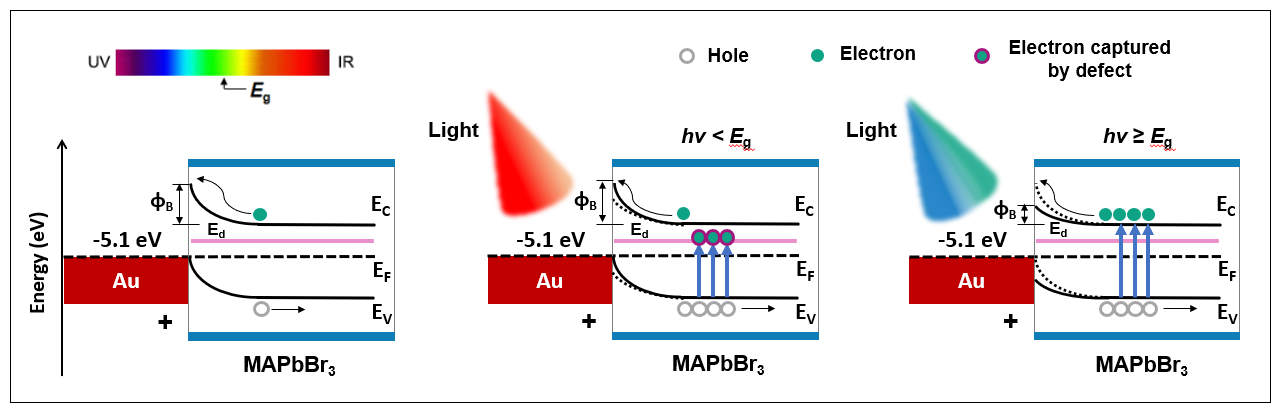 UV
IR
Eg
Hole
Electron
Electron captured
by defect
Energy (eV)
ϕB
EC
Ed
-5.1 eV
Au
EF
+
EV
MAPbBr3
Light
hν < Eg
ϕB
EC
Ed
-5.1 eV
Au
EF
+
EV
MAPbBr3
Light
hν ≥ Eg
ϕB
EC
Ed
-5.1 eV
Au
EF
+
EV
MAPbBr3